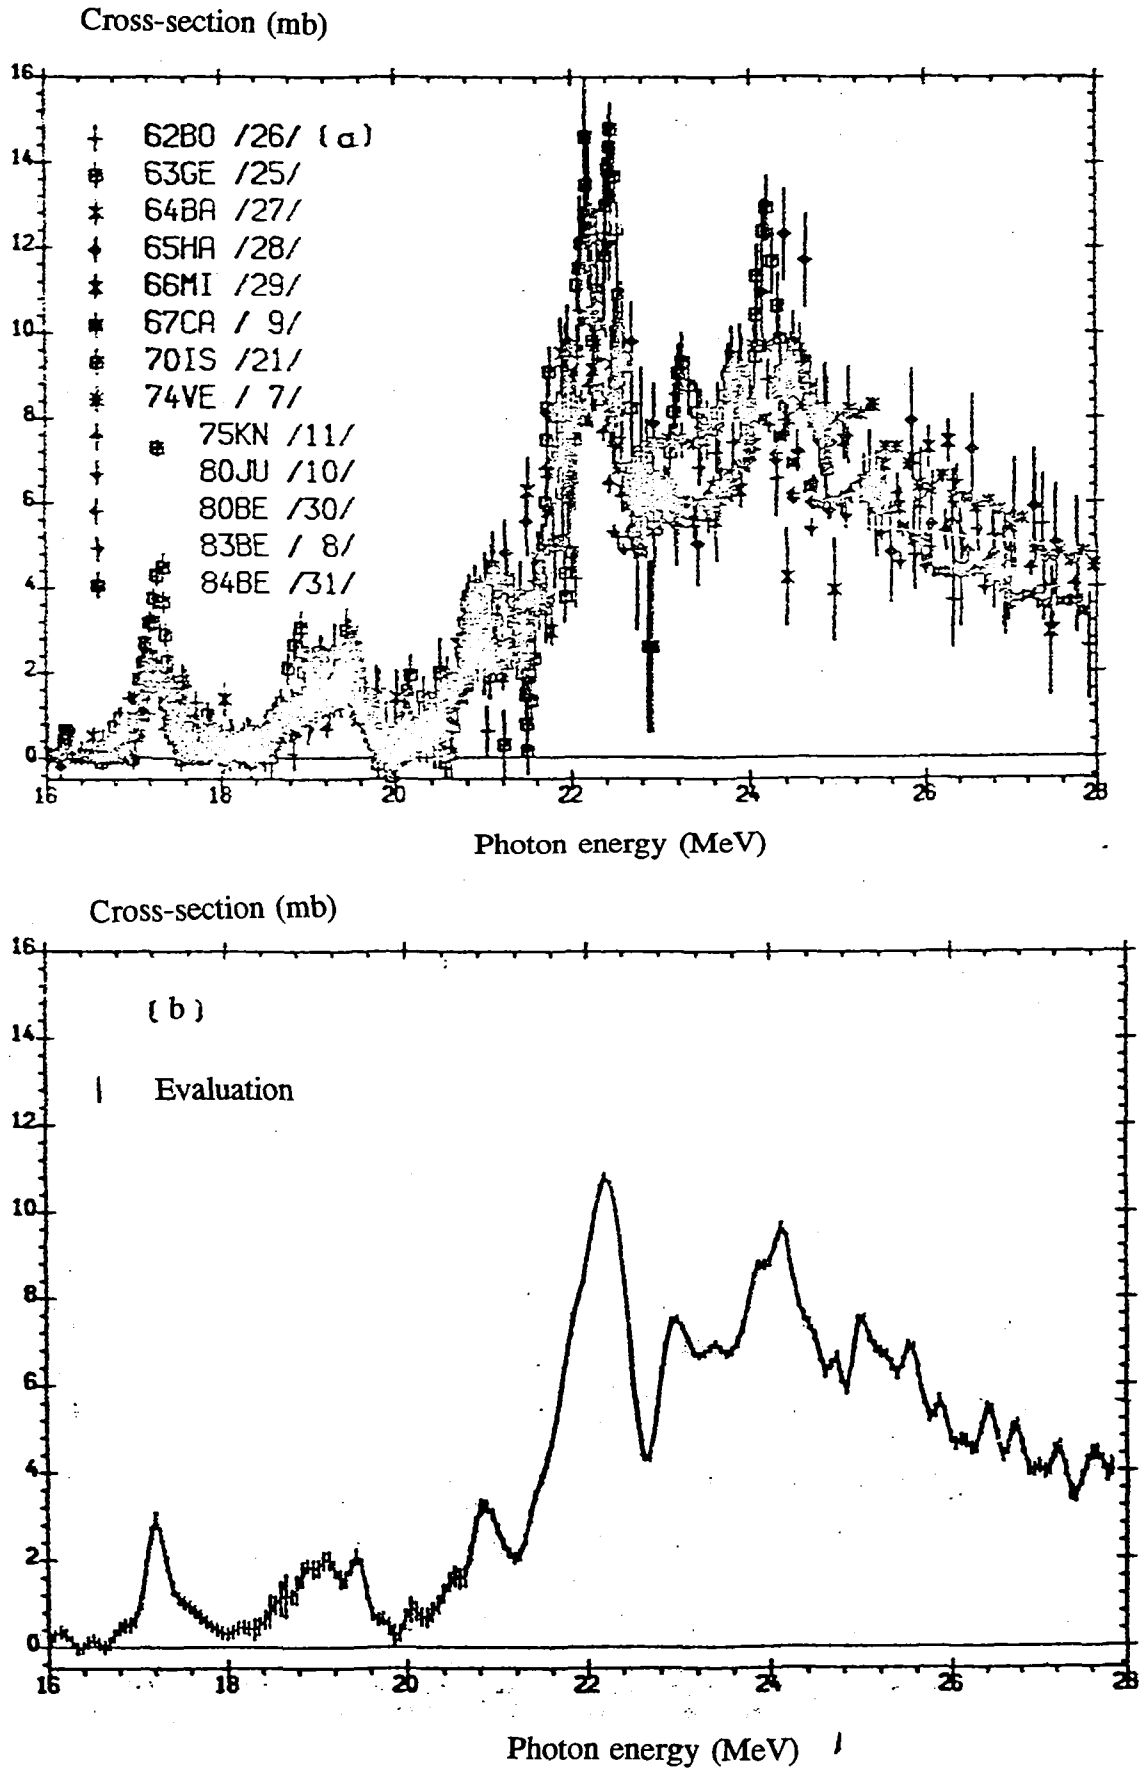 Cross-section (mb)
16
14
12
10
8
6
4
2
0
62BO /26/ (a)
63GE /25/
64BA /27/
65HA /28/
66MI /29/
67CA / 9/
70IS /21/
74VE / 7/
75KN /11/
80JU /10/
80BE /30/
83BE / 8/
84BE /31/
16 18 20 22 24 26 28
Photon energy (MeV)
Cross-section (mb)
16
14
12
10
8
6
4
2
0
(b)
Evaluation
16 18 20 22 24 26 28
Photon energy (MeV)